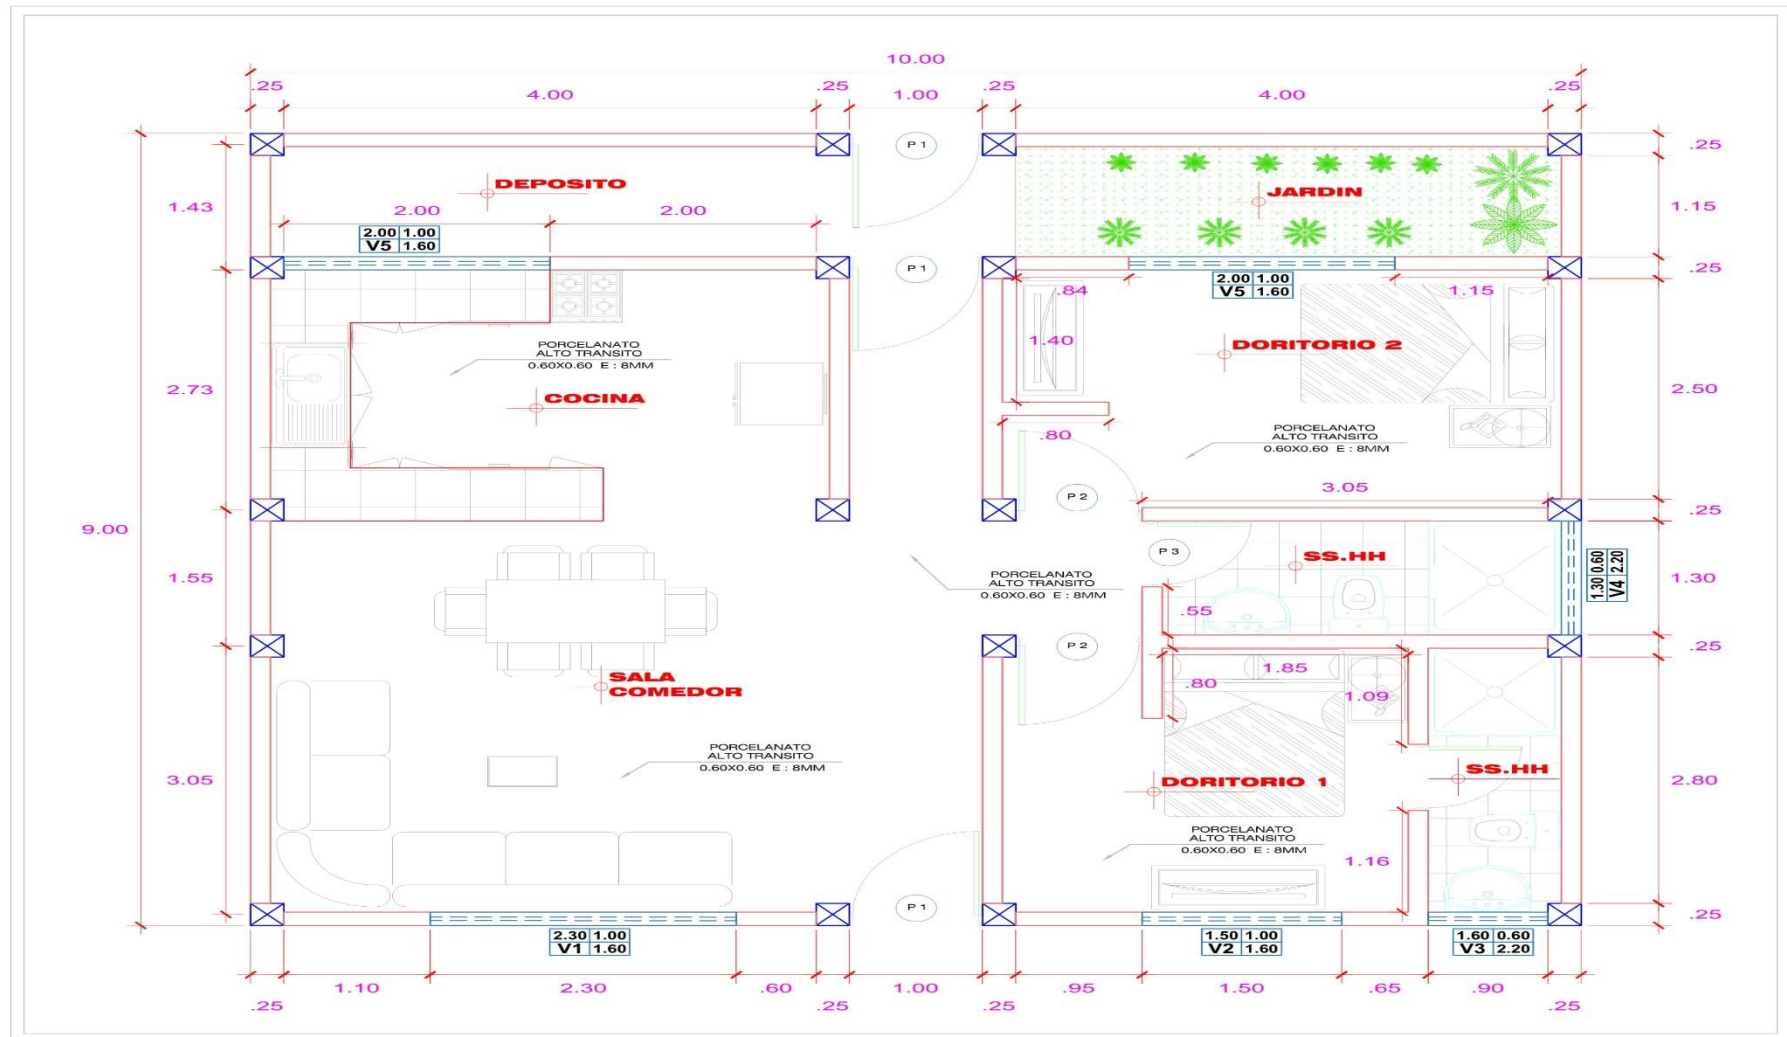 10.00
.25
4.00
.25
1.00
.25
4.00
.25
P 1
DEPOSITO
JARDIN
.25
1.43
2.00
2.00
1.15
2.00 1.00
V5 1.60
P 1
.25
2.00 1.00
V5 1.60
.84
1.15
PORCELANATO
ALTO TRANSITO
0.60X0.60 E : 8MM
1.40
DORITORIO 2
2.73
COCINA
2.50
.80
PORCELANATO
ALTO TRANSITO
0.60X0.60 E : 8MM
P 2
3.05
.25
9.00
P 3
SS.HH
1.55
PORCELANATO
ALTO TRANSITO
0.60X0.60 E : 8MM
1.30 0.60
V4 2.20
1.30
.55
P 2
.25
SALA
COMEDOR
1.85
.80
1.09
PORCELANATO
ALTO TRANSITO
0.60X0.60 E : 8MM
3.05
DORITORIO 1
SS.HH
2.80
PORCELANATO
ALTO TRANSITO
0.60X0.60 E : 8MM
1.16
P 1
.25
2.30 1.00
V1 1.60
1.50 1.00
V2 1.60
1.60 0.60
V3 2.20
1.10
2.30
.60
1.00
.95
1.50
.65
.90
.25
.25
.25
.25